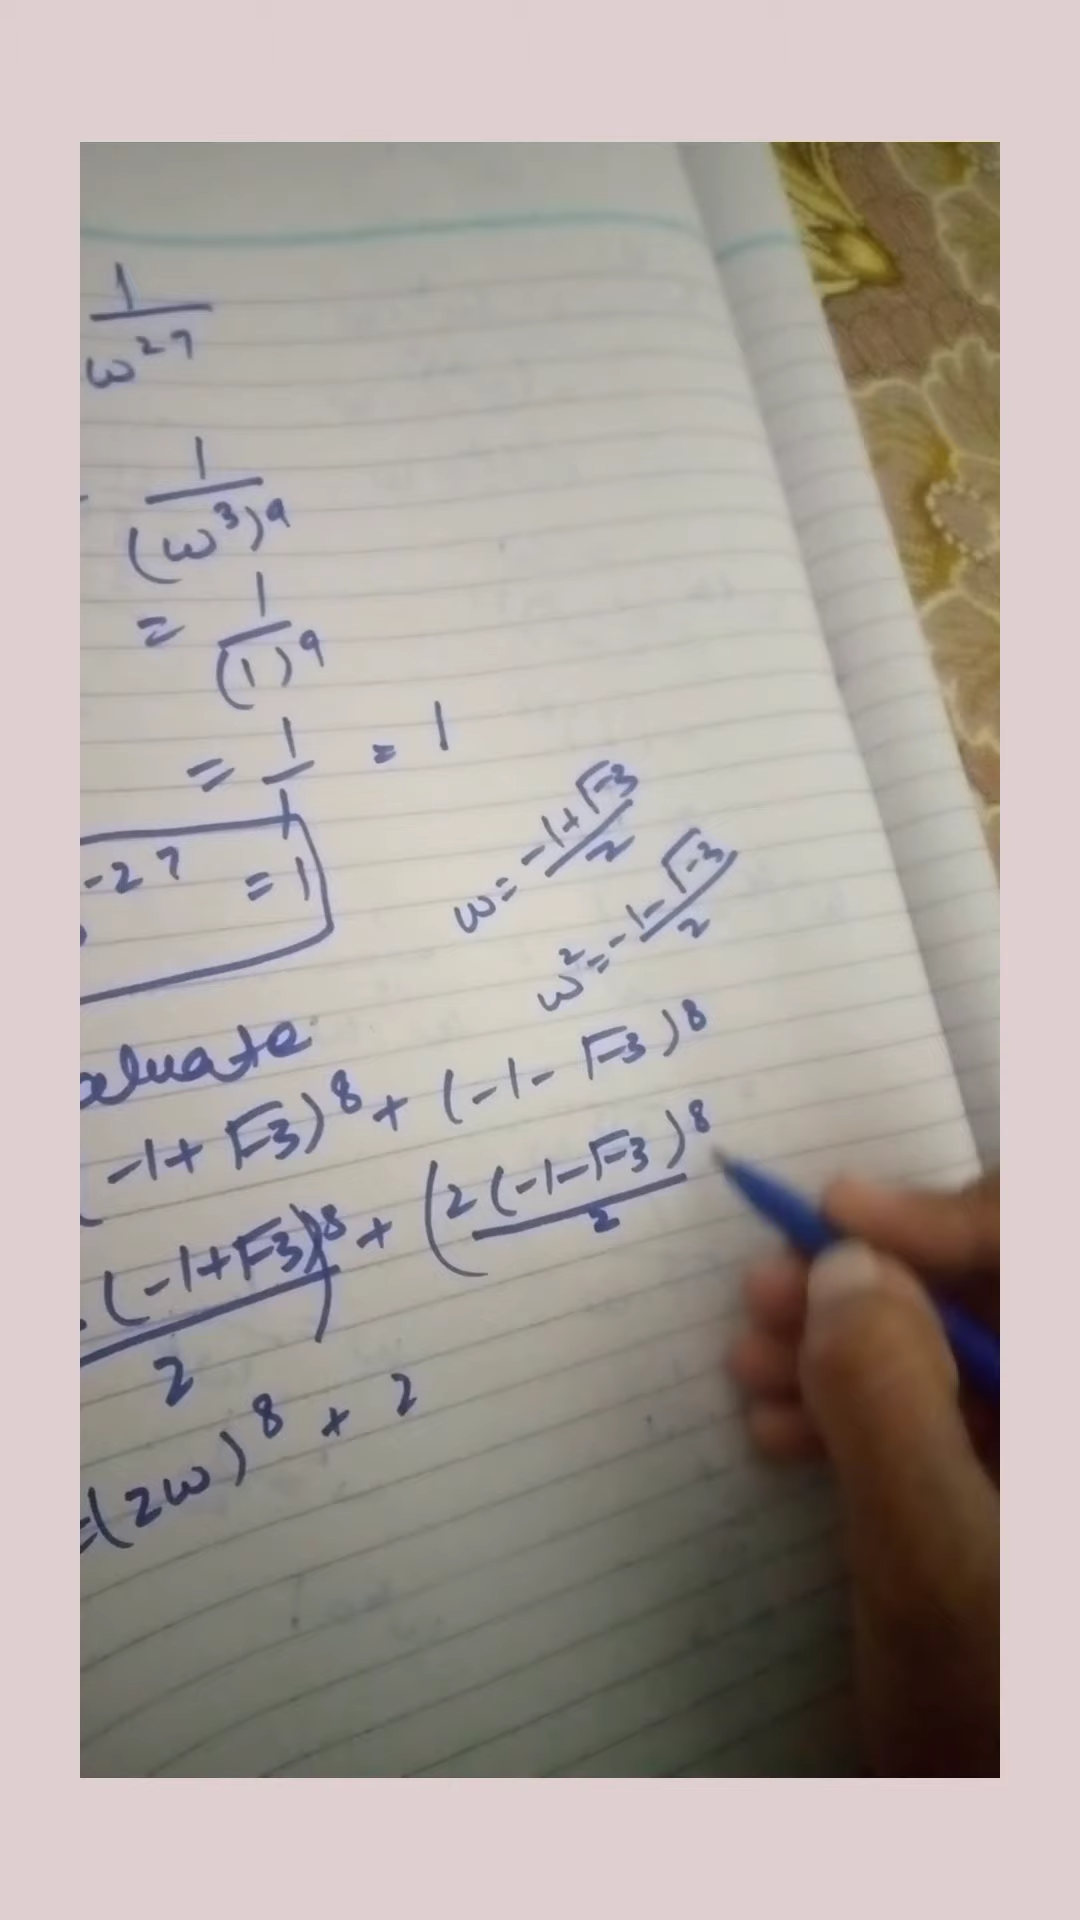 1/ω²⁷
1/(ω³)⁹
= 1/(1)⁹
= 1/1 = 1
-27 = 1
ω = (-1+√-3)/2
ω² = (-1-√-3)/2
aluate
-1+√-3)⁸ + (-1-√-3)⁸
(-1+√-3)/2)⁸ + (2(-1-√-3)/2)⁸
=(2ω)⁸ + 2